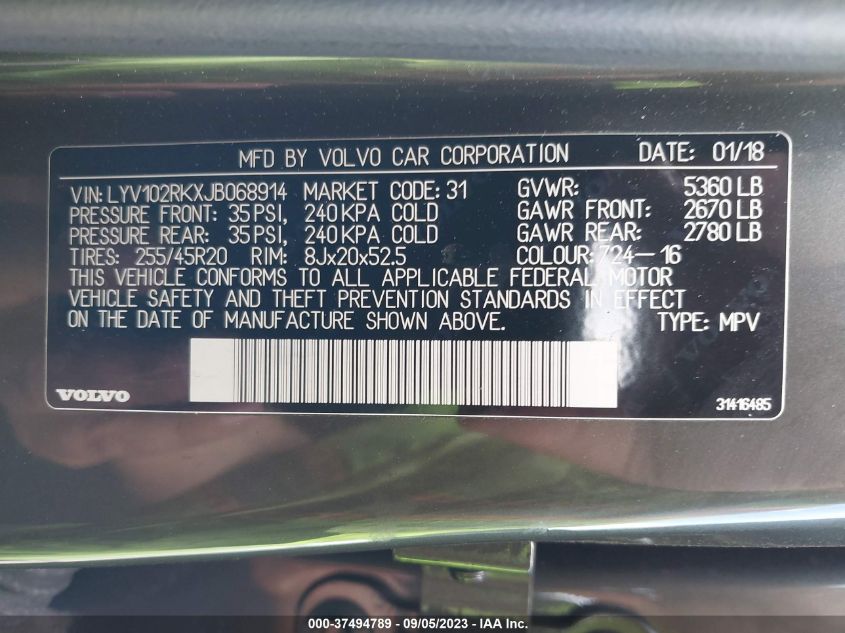 MFD BY VOLVO CAR CORPORATION DATE: 01/18
VIN: LYV102RKXJB068914 MARKET CODE: 31 GVWR: 5360 LB
PRESSURE FRONT: 35 PSI, 240 KPA COLD GAWR FRONT: 2670 LB
PRESSURE REAR: 35 PSI, 240 KPA COLD GAWR REAR: 2780 LB
TIRES: 255/45R20 RIM: 8Jx20x52.5 COLOUR: 724-16
THIS VEHICLE CONFORMS TO ALL APPLICABLE FEDERAL MOTOR
VEHICLE SAFETY AND THEFT PREVENTION STANDARDS IN EFFECT
ON THE DATE OF MANUFACTURE SHOWN ABOVE. TYPE: MPV
VOLVO 31416485
000-37494789 - 09/05/2023 - IAA Inc.